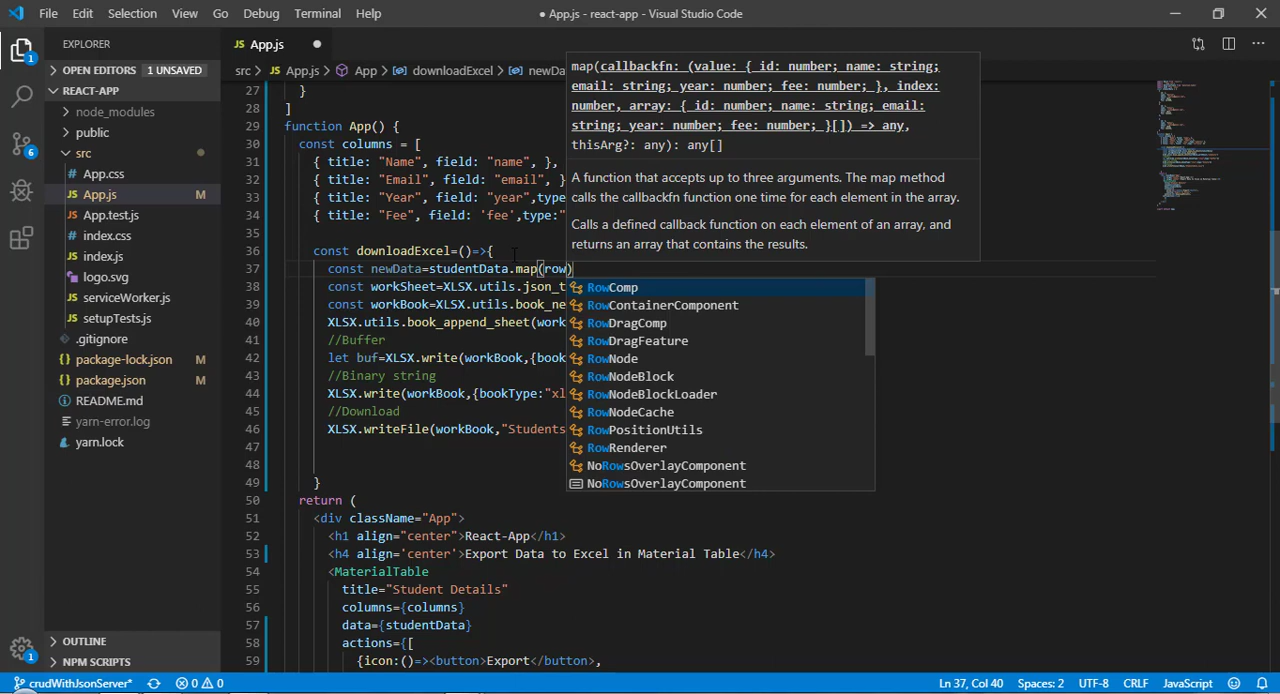 File Edit Selection View Go Debug Terminal Help
● App.js - react-app - Visual Studio Code
EXPLORER
OPEN EDITORS 1 UNSAVED
REACT-APP
node_modules
public
src
App.css
App.js M
App.test.js
index.css
index.js
logo.svg
serviceWorker.js
setupTests.js
.gitignore
package-lock.json M
package.json M
README.md
yarn-error.log
yarn.lock
OUTLINE
NPM SCRIPTS
1
6
1
JS App.js ●
src > JS App.js > App > downloadExcel > newDa
27 }
28 ]
29 function App() {
30 const columns = [
31 { title: "Name", field: "name", },
32 { title: "Email", field: "email", }
33 { title: "Year", field: "year",type
34 { title: "Fee", field: 'fee',type:"
35
36 const downloadExcel=()=>{
37 const newData=studentData.map(row)
38 const workSheet=XLSX.utils.json_t
39 const workBook=XLSX.utils.book_ne
40 XLSX.utils.book_append_sheet(work
41 //Buffer
42 let buf=XLSX.write(workBook,{book
43 //Binary string
44 XLSX.write(workBook,{bookType:"xl
45 //Download
46 XLSX.writeFile(workBook,"Students
47
48
49 }
50 return (
51 <div className="App">
52 <h1 align="center">React-App</h1>
53 <h4 align='center'>Export Data to Excel in Material Table</h4>
54 <MaterialTable
55 title="Student Details"
56 columns={columns}
57 data={studentData}
58 actions={[
59 {icon:()=><button>Export</button>,
map(callbackfn: (value: { id: number; name: string;
email: string; year: number; fee: number; }, index:
number, array: { id: number; name: string; email:
string; year: number; fee: number; }[]) => any,
thisArg?: any): any[]
A function that accepts up to three arguments. The map method
calls the callbackfn function one time for each element in the array.
Calls a defined callback function on each element of an array, and
returns an array that contains the results.
RowComp
RowContainerComponent
RowDragComp
RowDragFeature
RowNode
RowNodeBlock
RowNodeBlockLoader
RowNodeCache
RowPositionUtils
RowRenderer
NoRowsOverlayComponent
NoRowsOverlayComponent
crudWithJsonServer* 0 0 Ln 37, Col 40 Spaces: 2 UTF-8 CRLF JavaScript